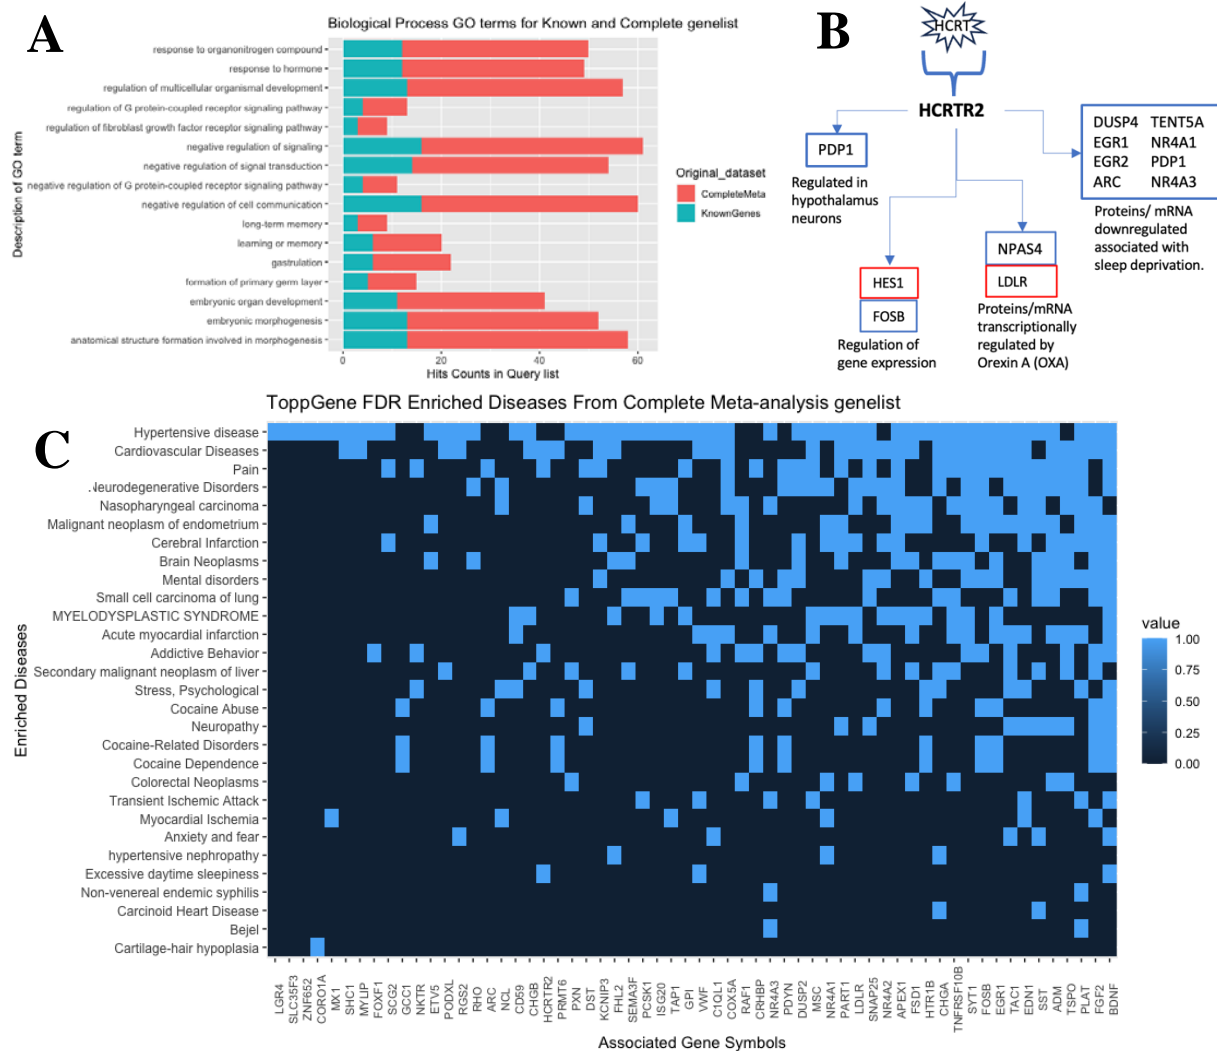 A
Biological Process GO terms for Known and Complete genelist
Description of GO term
response to organonitrogen compound
response to hormone
regulation of multicellular organismal development
regulation of G protein-coupled receptor signaling pathway
regulation of fibroblast growth factor receptor signaling pathway
negative regulation of signaling
negative regulation of signal transduction
negative regulation of G protein-coupled receptor signaling pathway
negative regulation of cell communication
long-term memory
learning or memory
gastrulation
formation of primary germ layer
embryonic organ development
embryonic morphogenesis
anatomical structure formation involved in morphogenesis
0 20 40 60
Hits Counts in Query list
Original_dataset
CompleteMeta
KnownGenes
B
HCRT
HCRTR2
PDP1
Regulated in
hypothalamus
neurons
HES1
FOSB
Regulation of
gene expression
NPAS4
LDLR
Proteins/mRNA
transcriptionally
regulated by
Orexin A (OXA)
DUSP4 TENT5A
EGR1 NR4A1
EGR2 PDP1
ARC NR4A3
Proteins/ mRNA
downregulated
associated with
sleep deprivation.
C
ToppGene FDR Enriched Diseases From Complete Meta-analysis genelist
Enriched Diseases
Hypertensive disease
Cardiovascular Diseases
Pain
Neurodegenerative Disorders
Nasopharyngeal carcinoma
Malignant neoplasm of endometrium
Cerebral Infarction
Brain Neoplasms
Mental disorders
Small cell carcinoma of lung
MYELODYSPLASTIC SYNDROME
Acute myocardial infarction
Addictive Behavior
Secondary malignant neoplasm of liver
Stress, Psychological
Cocaine Abuse
Neuropathy
Cocaine-Related Disorders
Cocaine Dependence
Colorectal Neoplasms
Transient Ischemic Attack
Myocardial Ischemia
Anxiety and fear
hypertensive nephropathy
Excessive daytime sleepiness
Non-venereal endemic syphilis
Carcinoid Heart Disease
Bejel
Cartilage-hair hypoplasia
LGR4
SLC35F3
ZNF652
CORO1A
MX1
SHC1
MYLIP
FOXF1
SCG2
GCC1
NKTR
ETV5
PODXL
RGS2
RHO
ARC
NCL
CD59
CHGB
HCRTR2
PRMT6
PXN
DST
KCNIP3
FHL2
SEMA3F
PCSK1
ISG20
TAP1
GPI
VWF
C1QL1
COX5A
RAF1
CRHBP
NR4A3
PDYN
DUSP2
MSC
NR4A1
PART1
LDLR
SNAP25
NR4A2
APEX1
FSD1
HTR1B
CHGA
TNFRSF10B
SYT1
FOSB
EGR1
TAC1
EDN1
SST
ADM
TSPO
PLAT
FGF2
BDNF
Associated Gene Symbols
value
1.00
0.75
0.50
0.25
0.00